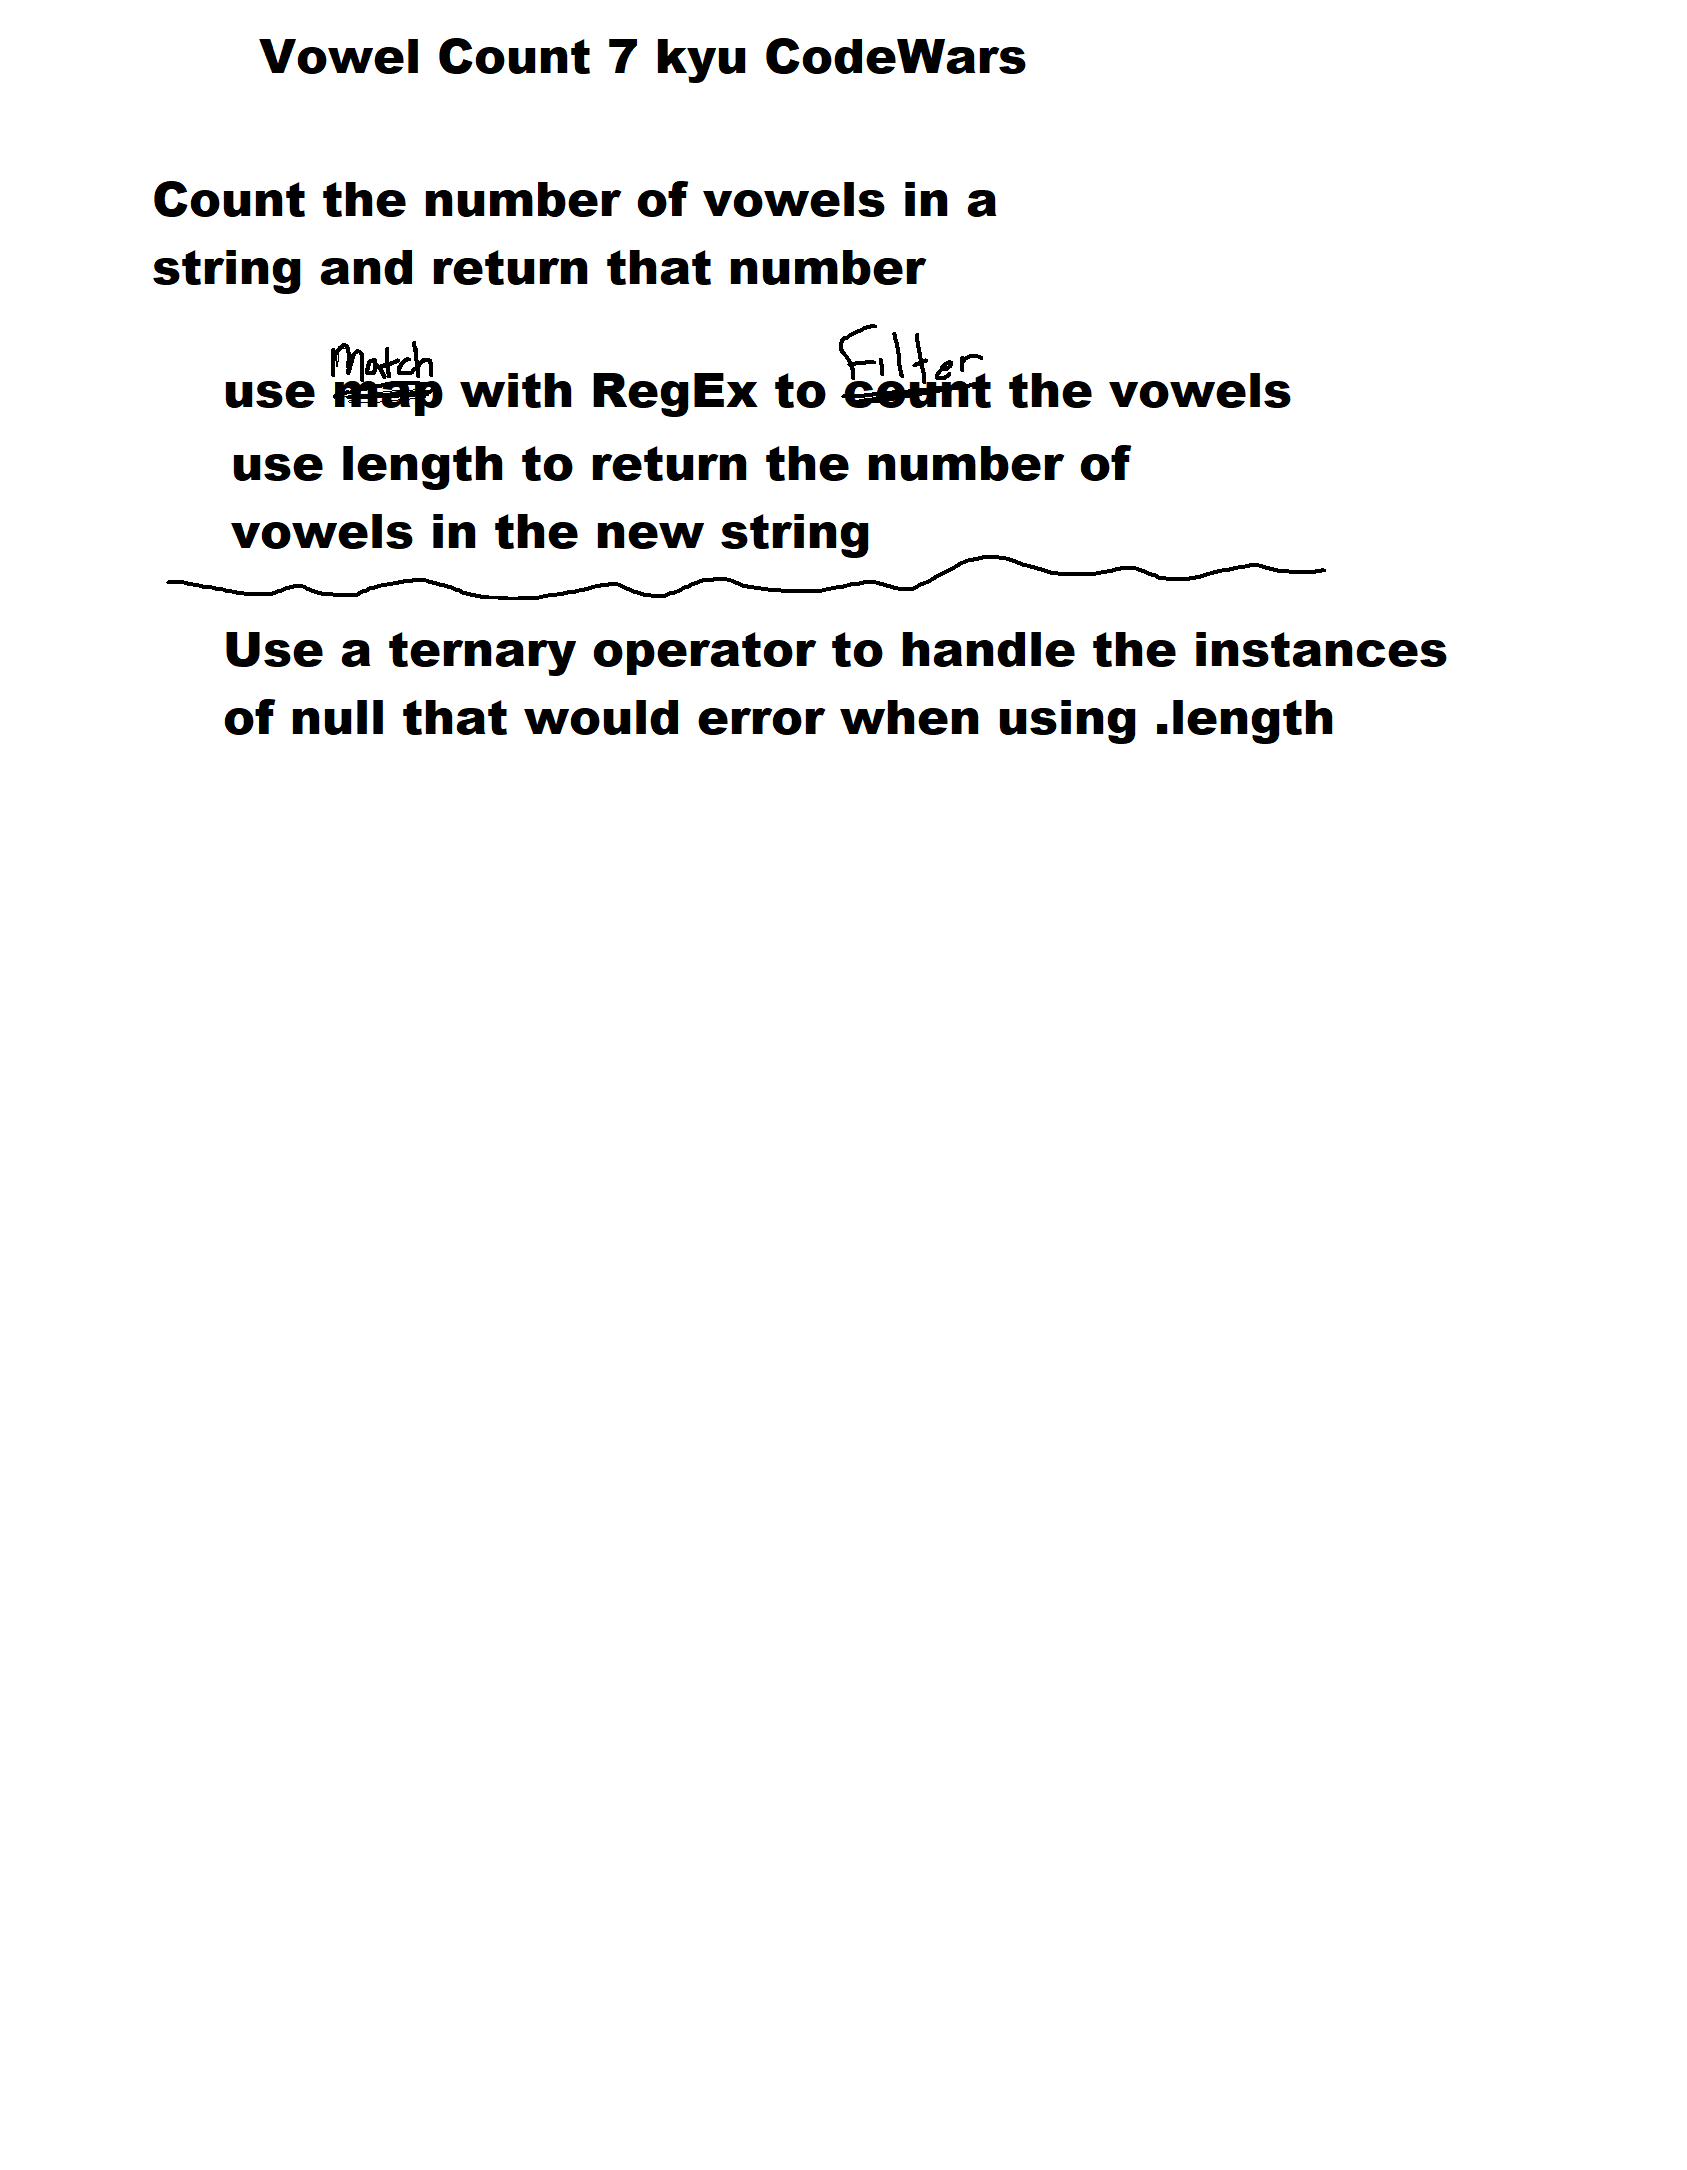 Vowel Count 7 kyu CodeWars
Count the number of vowels in a
string and return that number
Match Filter
use map with RegEx to count the vowels
use length to return the number of
vowels in the new string
Use a ternary operator to handle the instances
of null that would error when using .length